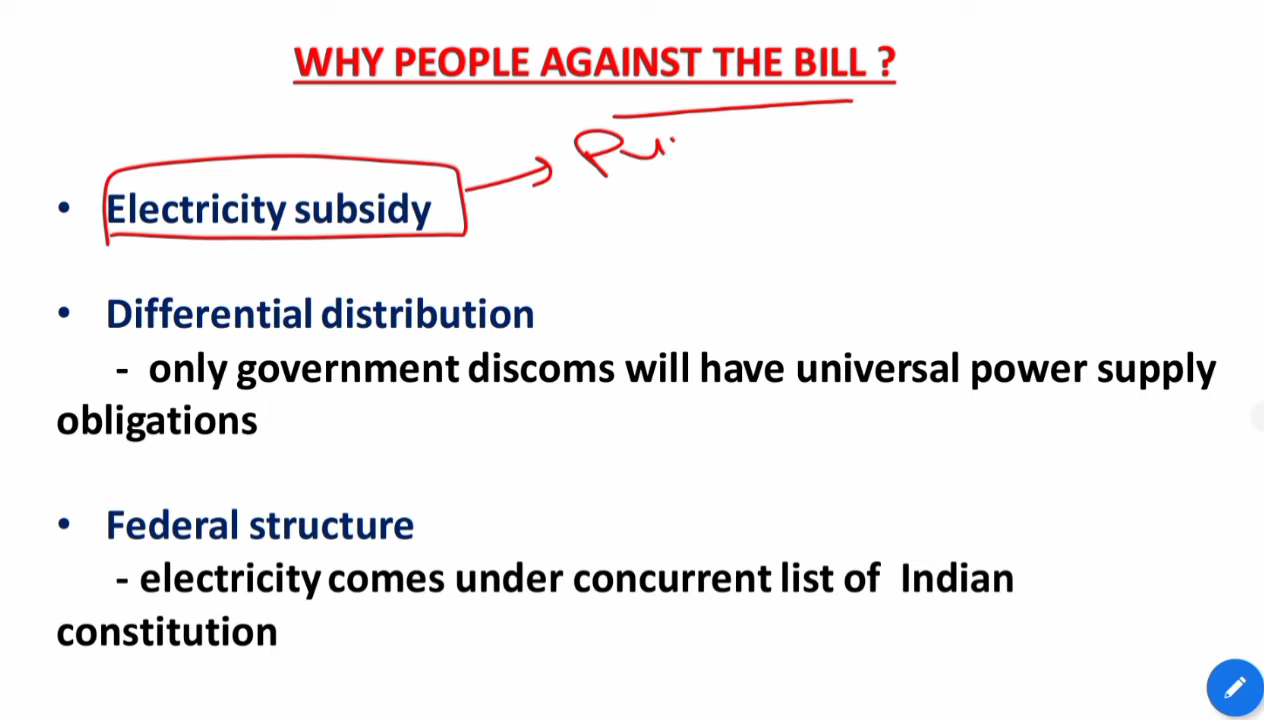 WHY PEOPLE AGAINST THE BILL ?
• Electricity subsidy
• Differential distribution
- only government discoms will have universal power supply
obligations
• Federal structure
- electricity comes under concurrent list of Indian
constitution